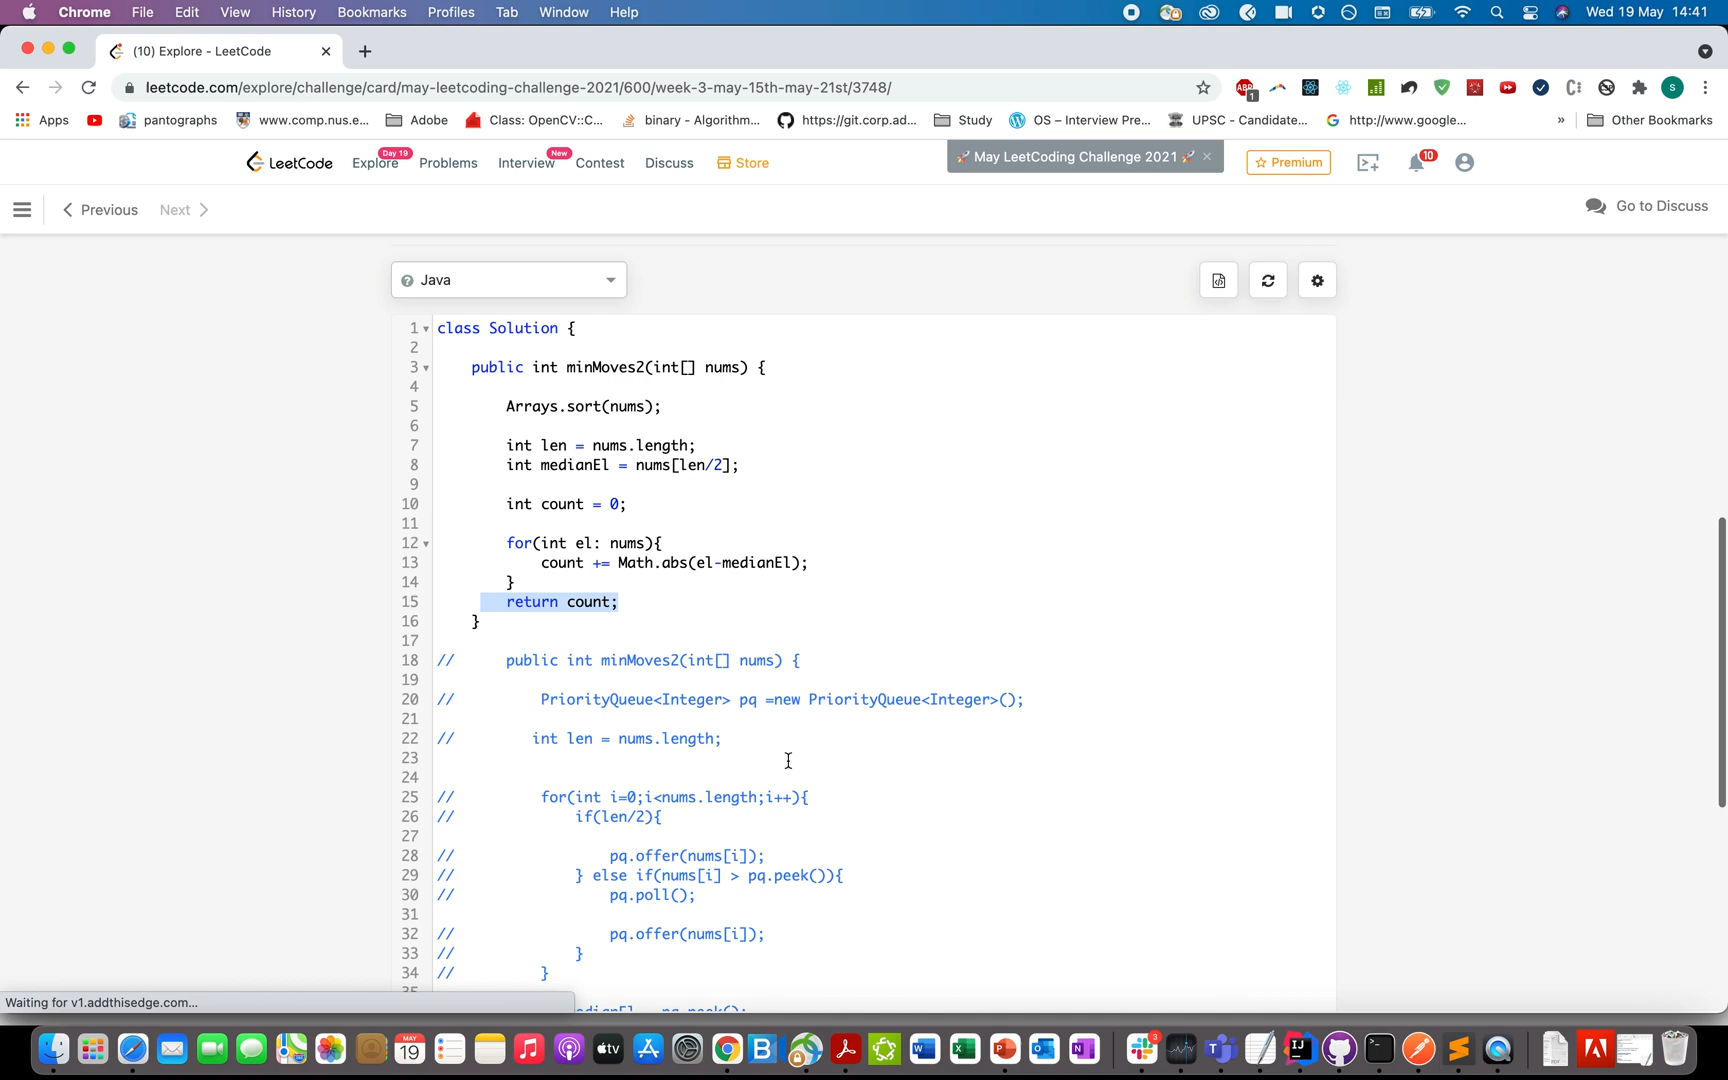 Chrome File Edit View History Bookmarks Profiles Tab Window Help Wed 19 May 14:41
(10) Explore - LeetCode
leetcode.com/explore/challenge/card/may-leetcoding-challenge-2021/600/week-3-may-15th-may-21st/3748/
ABP 1 S
Apps pantographs www.comp.nus.e... Adobe Class: OpenCV::C... binary - Algorithm... https://git.corp.ad... Study OS – Interview Pre... UPSC - Candidate... http://www.google... » Other Bookmarks
LeetCode Explore Day 19 Problems Interview New Contest Discuss Store May LeetCoding Challenge 2021 × Premium 10
Previous Next Go to Discuss
Java
1 class Solution {
2
3 public int minMoves2(int[] nums) {
4
5 Arrays.sort(nums);
6
7 int len = nums.length;
8 int medianEl = nums[len/2];
9
10 int count = 0;
11
12 for(int el: nums){
13 count += Math.abs(el-medianEl);
14 }
15 return count;
16 }
17
18 // public int minMoves2(int[] nums) {
19
20 // PriorityQueue<Integer> pq =new PriorityQueue<Integer>();
21
22 // int len = nums.length;
23
24
25 // for(int i=0;i<nums.length;i++){
26 // if(len/2){
27
28 // pq.offer(nums[i]);
29 // } else if(nums[i] > pq.peek()){
30 // pq.poll();
31
32 // pq.offer(nums[i]);
33 // }
34 // }
35
Waiting for v1.addthisedge.com...
MAY 19 tv 3